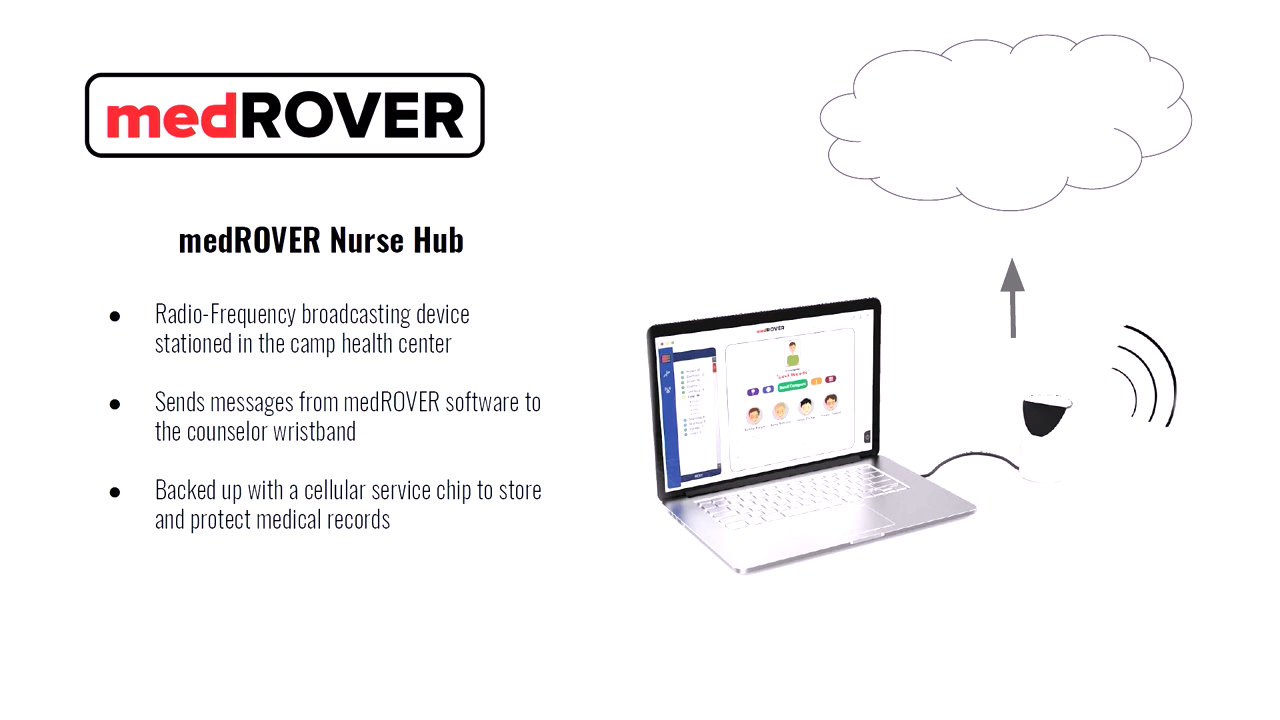 medROVER
medROVER Nurse Hub
● Radio-Frequency broadcasting device
stationed in the camp health center
● Sends messages from medROVER software to
the counselor wristband
● Backed up with a cellular service chip to store
and protect medical records
medROVER